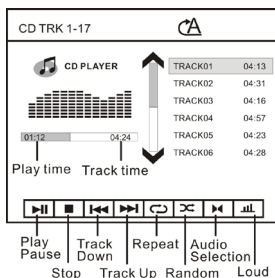 CD TRK 1-17
A
CD PLAYER
TRACK01 04:13
TRACK02 04:31
TRACK03 04:16
TRACK04 04:57
TRACK05 04:23
TRACK06 04:28
01:12 04:24
Play time Track time
Play Pause
Stop
Track Down
Track Up
Repeat
Random
Audio Selection
Loud